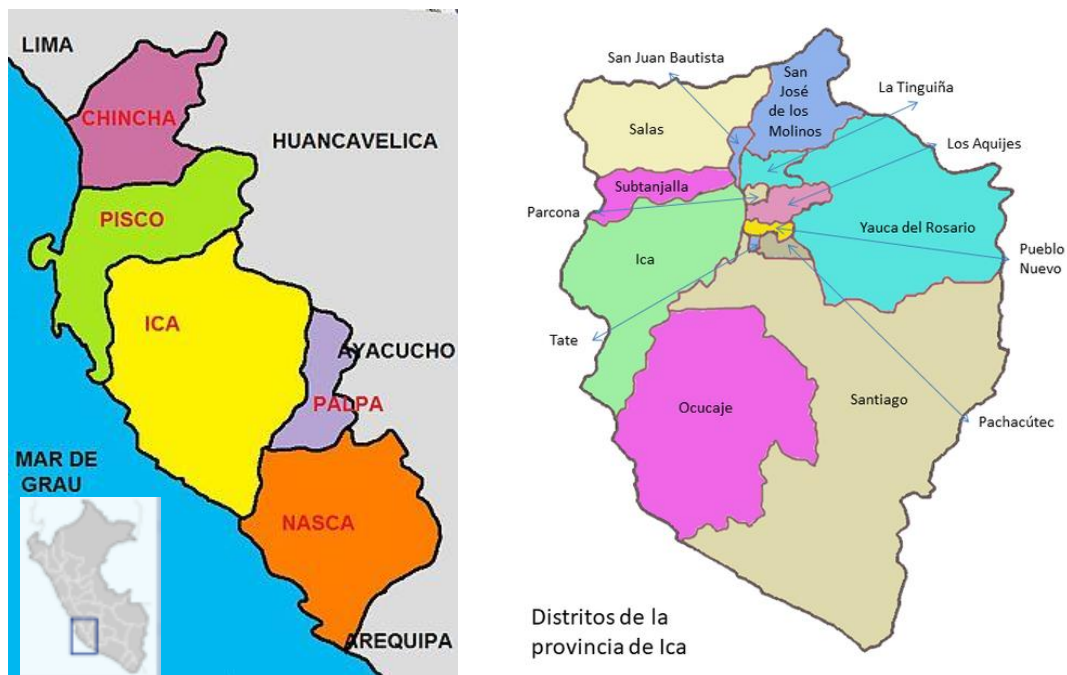 LIMA
CHINCHA
HUANCAVELICA
PISCO
ICA
AYACUCHO
PALPA
MAR DE
GRAU
NASCA
AREQUIPA
San Juan Bautista
San
José
de los
Molinos
La Tinguiña
Salas
Los Aquijes
Subtanjalla
Parcona
Yauca del Rosario
Ica
Pueblo
Nuevo
Tate
Ocucaje
Santiago
Pachacútec
Distritos de la
provincia de Ica